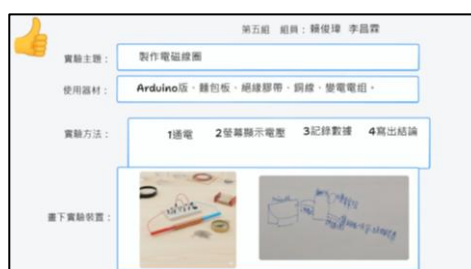 第五組 組員：賴俊瑋 李昌霖
實驗主題： 製作電磁線圈
使用器材： Arduino版、麵包板、絕緣膠帶、銅線、變電電組。
實驗方法： 1通電 2螢幕顯示電壓 3記錄數據 4寫出結論
畫下實驗裝置：